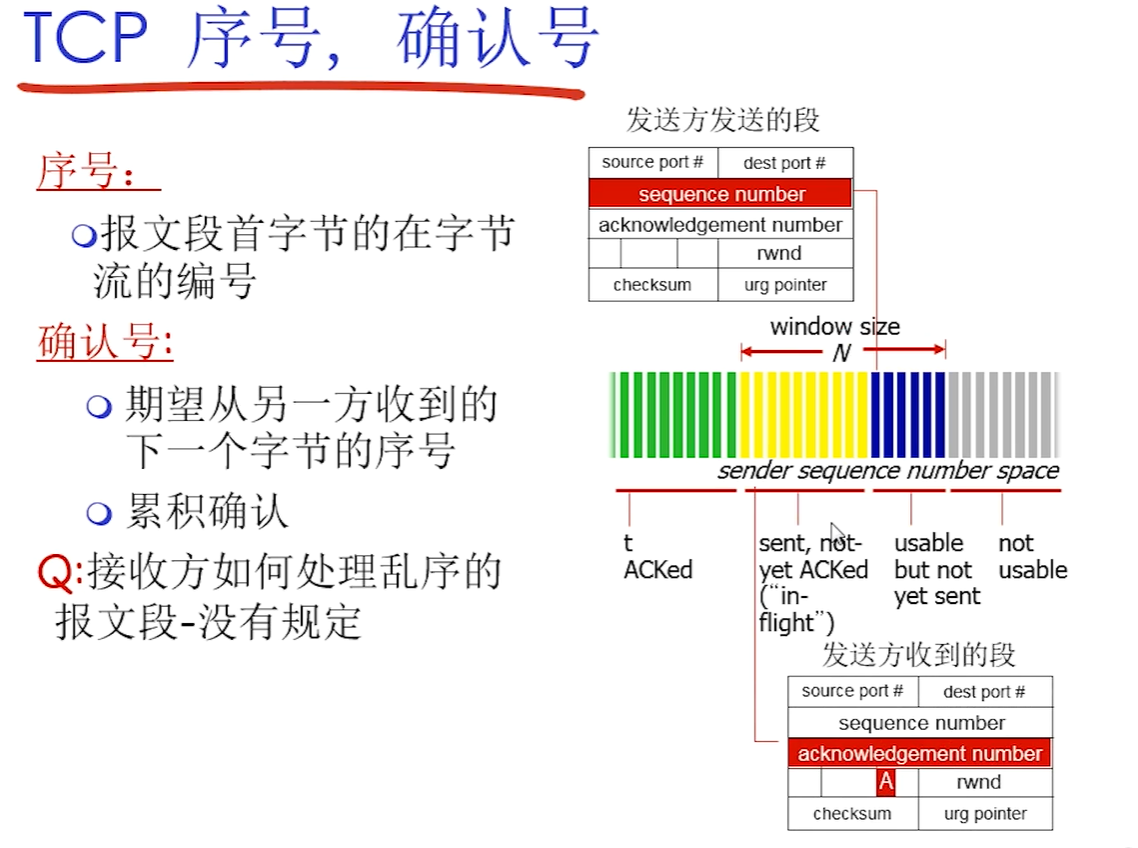 TCP 序号, 确认号
序号：
报文段首字节的在字节
流的编号
确认号:
期望从另一方收到的
下一个字节的序号
累积确认
Q:接收方如何处理乱序的
报文段-没有规定
发送方发送的段
source port # dest port #
sequence number
acknowledgement number
rwnd
checksum urg pointer
window size
N
sender sequence number space
t
ACKed
sent, not-
yet ACKed
(“in-
flight”)
usable
but not
yet sent
not
usable
发送方收到的段
source port # dest port #
sequence number
acknowledgement number
A rwnd
checksum urg pointer